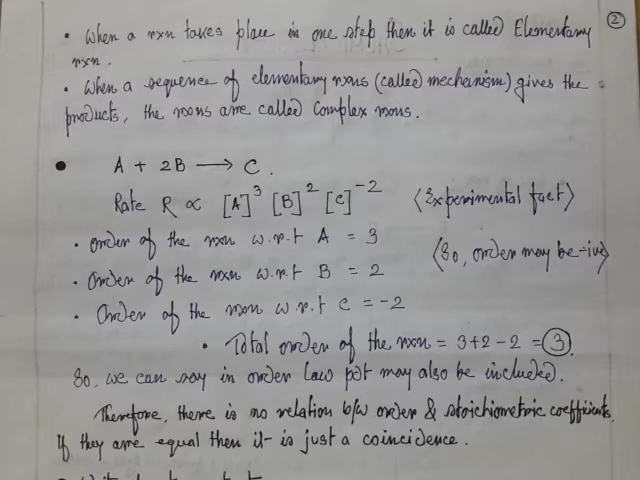 ②
• When a rxn takes place in one step then it is called Elementary
rxn.
• When a sequence of elementary rxns (called mechanism) gives the
products, the rxns are called Complex rxns.
• A + 2B ⟶ C.
Rate R ∝ [A]³ [B]² [C]⁻² ⟨Experimental fact⟩
• Order of the rxn w.r.t A = 3 ⟨So, order may be -ive⟩
• Order of the rxn w.r.t B = 2
• Order of the rxn w.r.t C = -2
• Total order of the rxn = 3+2-2 = ③
So, we can say in order law pdt may also be included.
Therefore, there is no relation b/w order & stoichiometric coefficients.
If they are equal then it is just a coincidence.